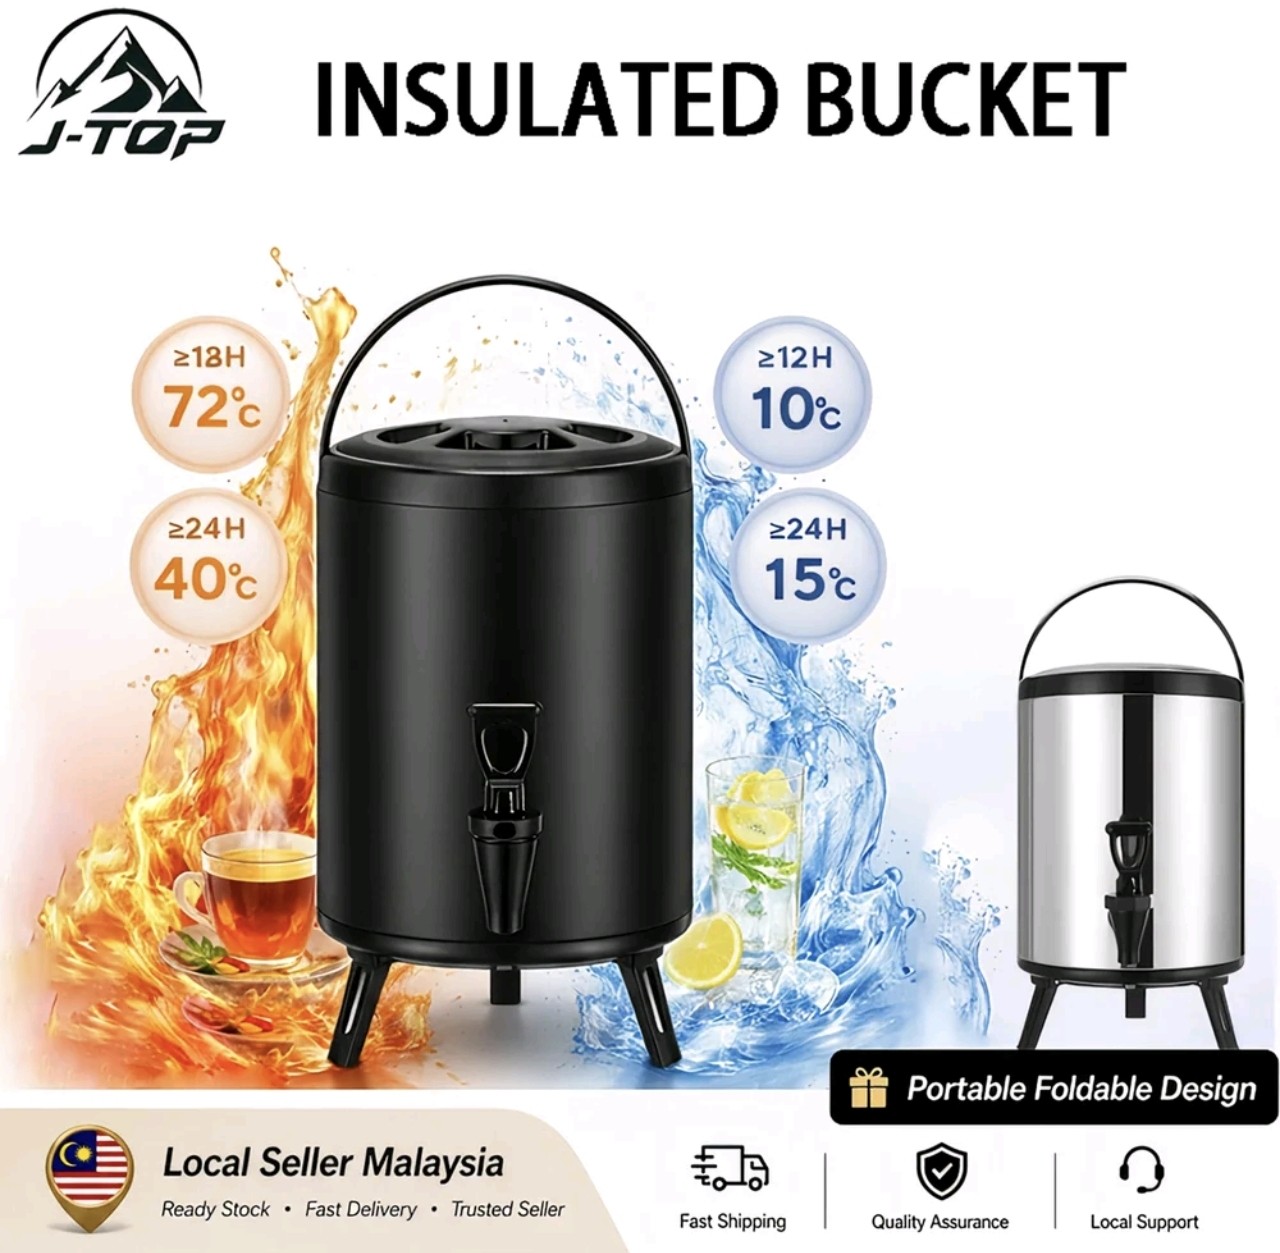 J-TOP
INSULATED BUCKET
≥18H
72°C
≥12H
10°C
≥24H
40°C
≥24H
15°C
Portable Foldable Design
Local Seller Malaysia
Ready Stock • Fast Delivery • Trusted Seller
Fast Shipping
Quality Assurance
Local Support